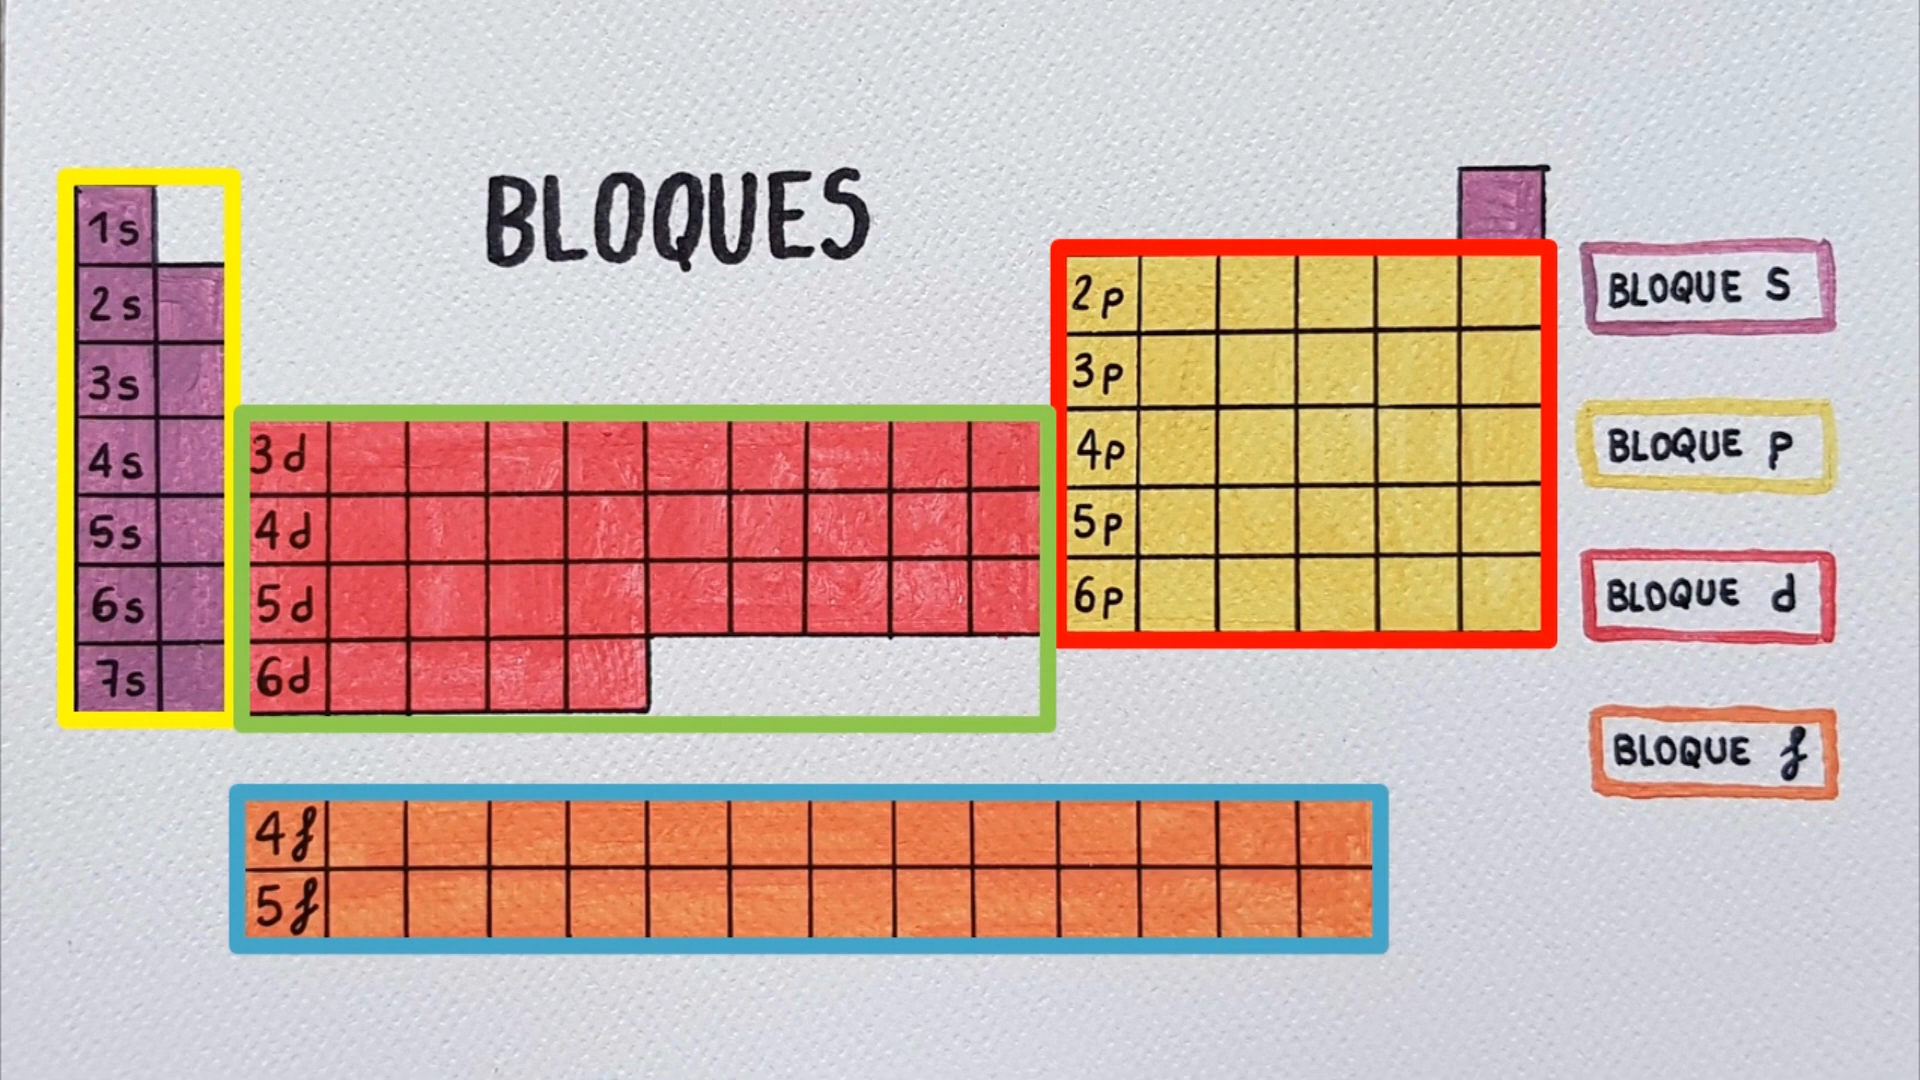 BLOQUES
1s
2s
3s
4s
5s
6s
7s
3d
4d
5d
6d
2p
3p
4p
5p
6p
4f
5f
BLOQUE S
BLOQUE p
BLOQUE d
BLOQUE f